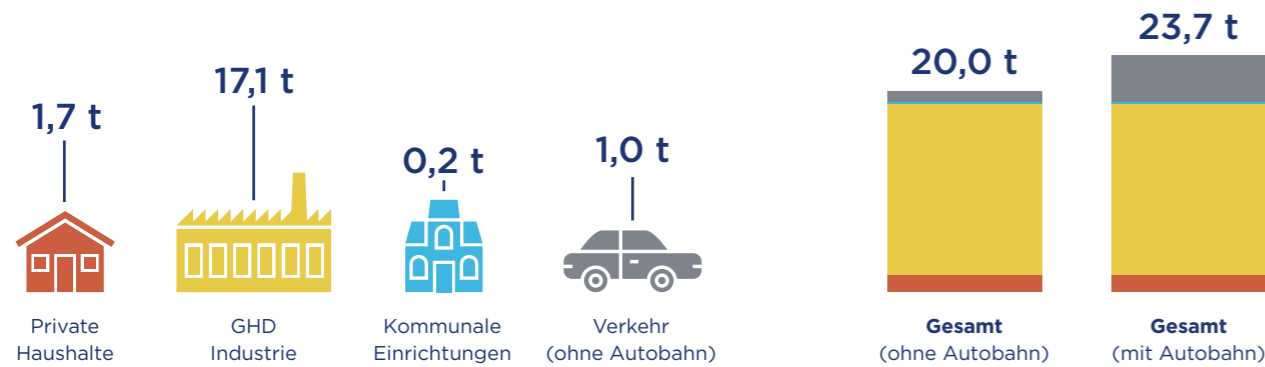 1,7 t
Private
Haushalte
17,1 t
GHD
Industrie
0,2 t
Kommunale
Einrichtungen
1,0 t
Verkehr
(ohne Autobahn)
20,0 t
Gesamt
(ohne Autobahn)
23,7 t
Gesamt
(mit Autobahn)